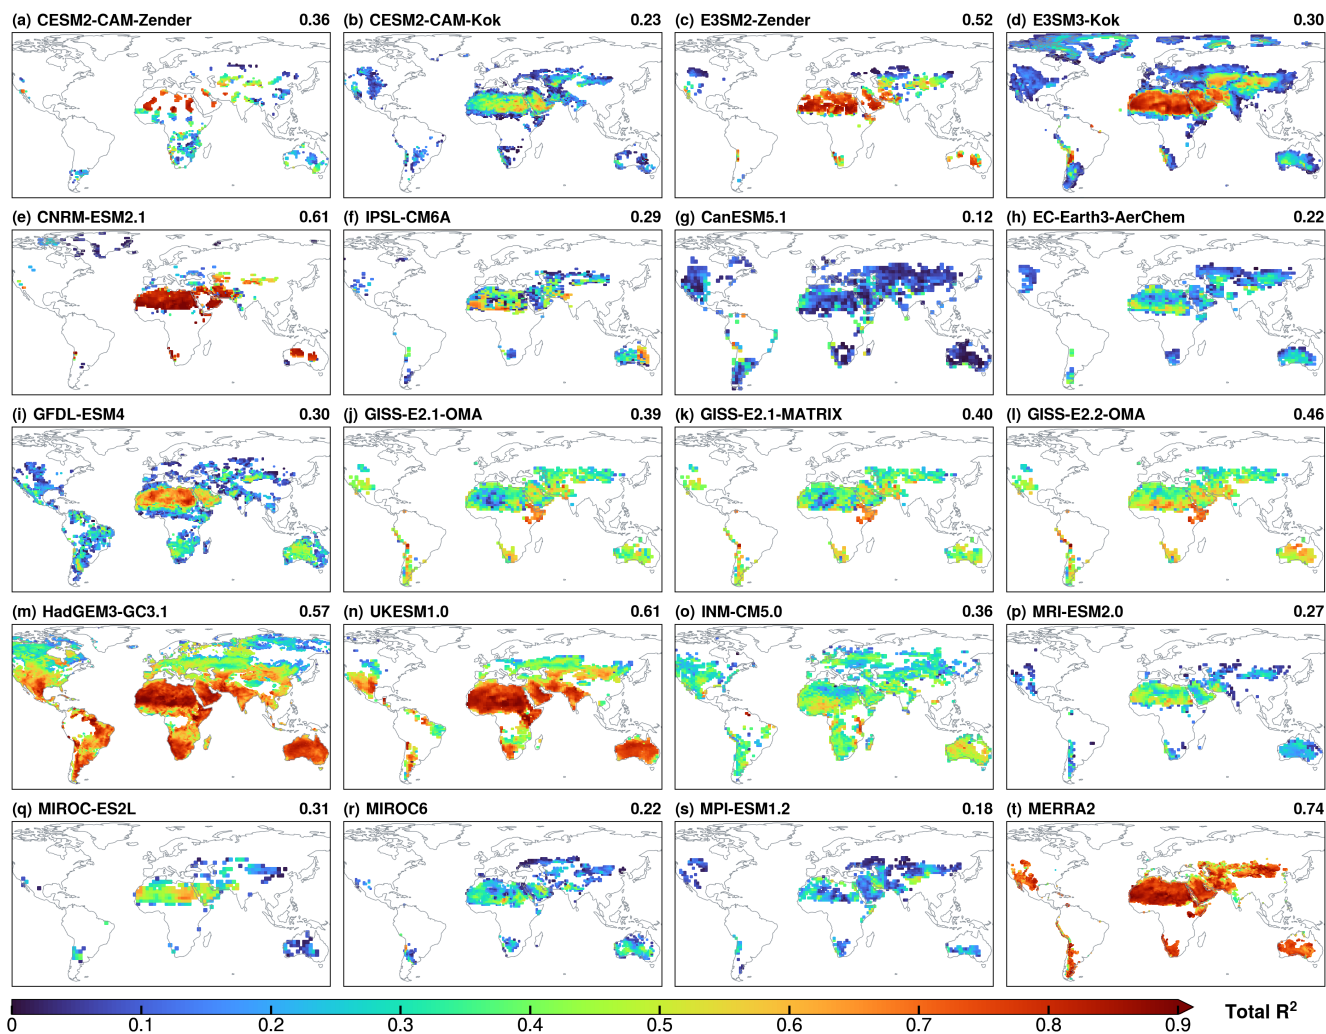 (a) CESM2-CAM-Zender 0.36 (b) CESM2-CAM-Kok 0.23 (c) E3SM2-Zender 0.52 (d) E3SM3-Kok 0.30
(e) CNRM-ESM2.1 0.61 (f) IPSL-CM6A 0.29 (g) CanESM5.1 0.12 (h) EC-Earth3-AerChem 0.22
(i) GFDL-ESM4 0.30 (j) GISS-E2.1-OMA 0.39 (k) GISS-E2.1-MATRIX 0.40 (l) GISS-E2.2-OMA 0.46
(m) HadGEM3-GC3.1 0.57 (n) UKESM1.0 0.61 (o) INM-CM5.0 0.36 (p) MRI-ESM2.0 0.27
(q) MIROC-ES2L 0.31 (r) MIROC6 0.22 (s) MPI-ESM1.2 0.18 (t) MERRA2 0.74
0 0.1 0.2 0.3 0.4 0.5 0.6 0.7 0.8 0.9 Total R²